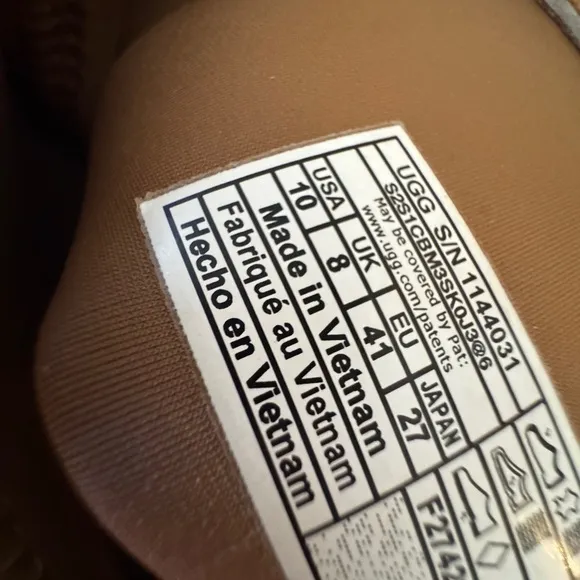 UGG S/N 1144031
S2S1CBM3SK0J3@6
May be covered by Pat:
www.ugg.com/patents
USA UK EU JAPAN
10 8 41 27
Made in Vietnam
Fabriqué au Vietnam
Hecho en Vietnam